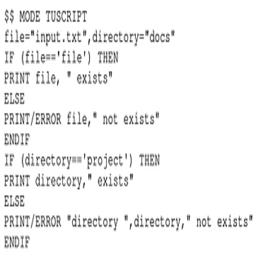 $$ MODE TUSCRIPT
file="input.txt",directory="docs"
IF (file=='file') THEN
PRINT file, " exists"
ELSE
PRINT/ERROR file," not exists"
ENDIF
IF (directory=='project') THEN
PRINT directory," exists"
ELSE
PRINT/ERROR "directory ",directory," not exists"
ENDIF